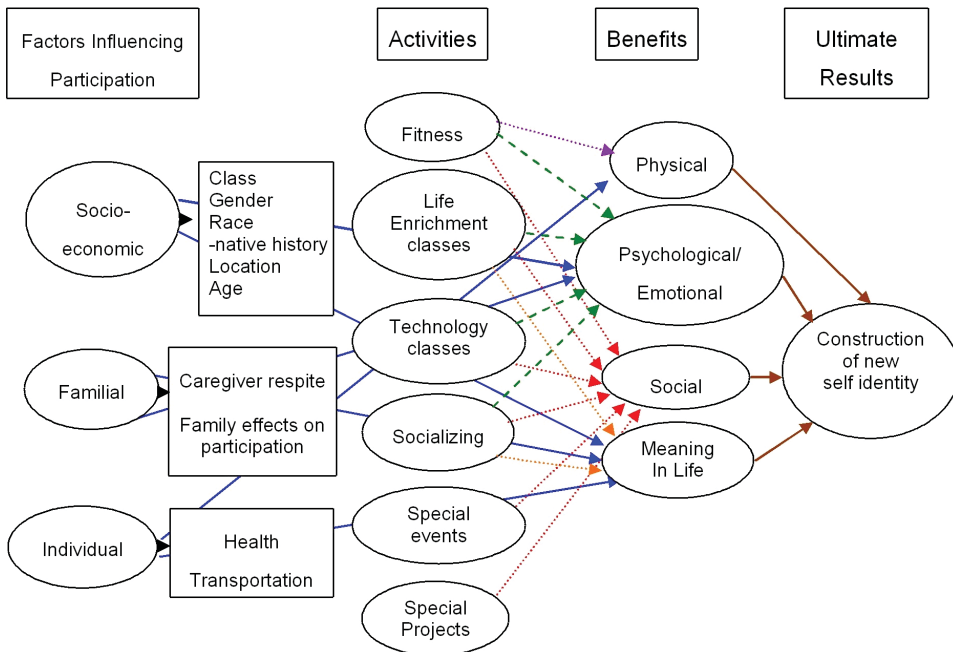 Factors Influencing
Participation
Activities
Benefits
Ultimate
Results
Socio-
economic
Class
Gender
Race
-native history
Location
Age
Familial
Caregiver respite
Family effects on
participation
Individual
Health
Transportation
Fitness
Life
Enrichment
classes
Technology
classes
Socializing
Special
events
Special
Projects
Physical
Psychological/
Emotional
Social
Meaning
In Life
Construction
of new
self identity